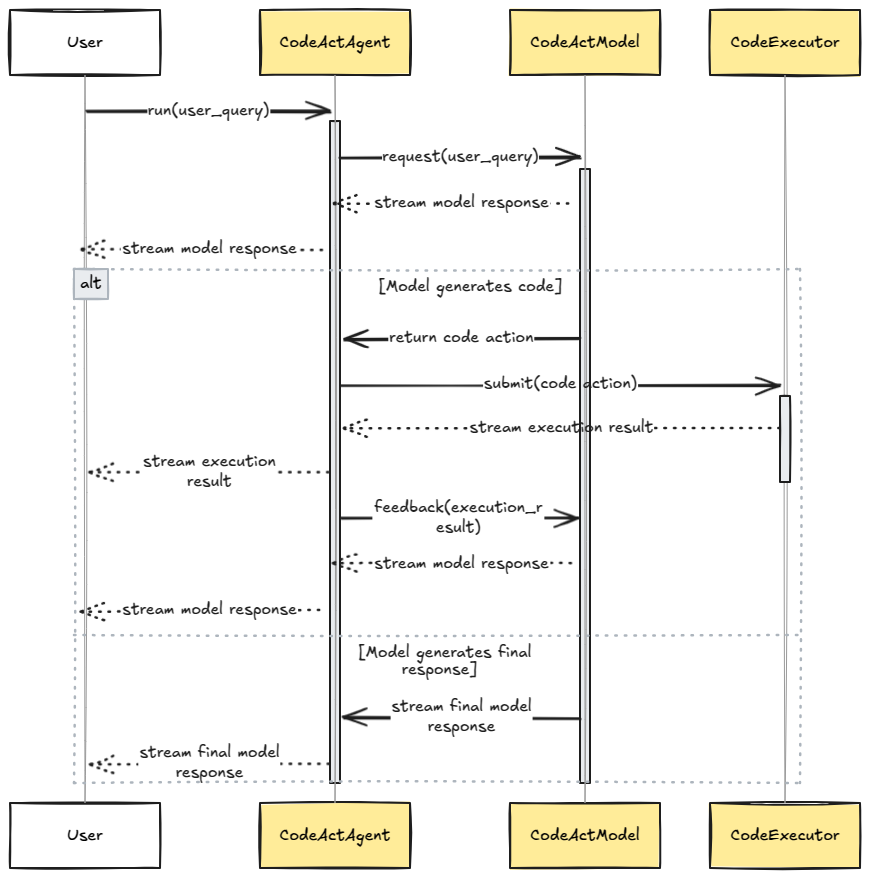 User
CodeActAgent
CodeActModel
CodeExecutor
run(user_query)
request(user_query)
stream model response
stream model response
alt
[Model generates code]
return code action
submit(code action)
stream execution result
stream execution
result
feedback(execution_r
esult)
stream model response
stream model response
[Model generates final
response]
stream final model
response
stream final model
response
User
CodeActAgent
CodeActModel
CodeExecutor